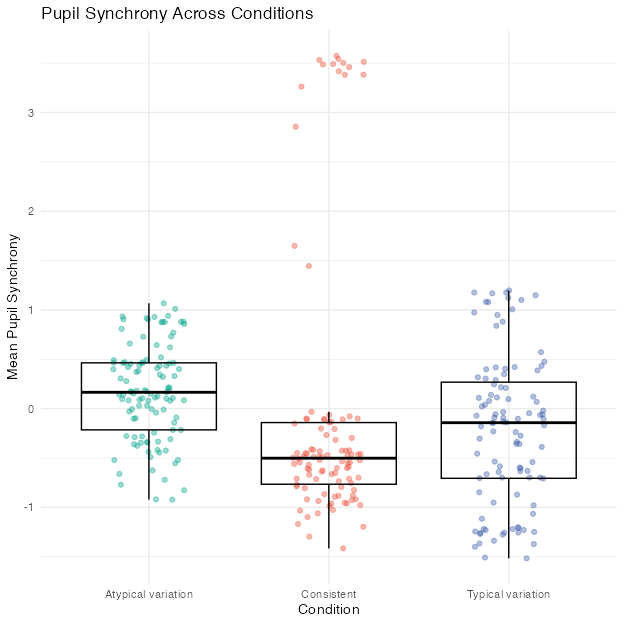 Pupil Synchrony Across Conditions
Mean Pupil Synchrony
3
2
1
0
-1
Atypical variation
Consistent
Typical variation
Condition